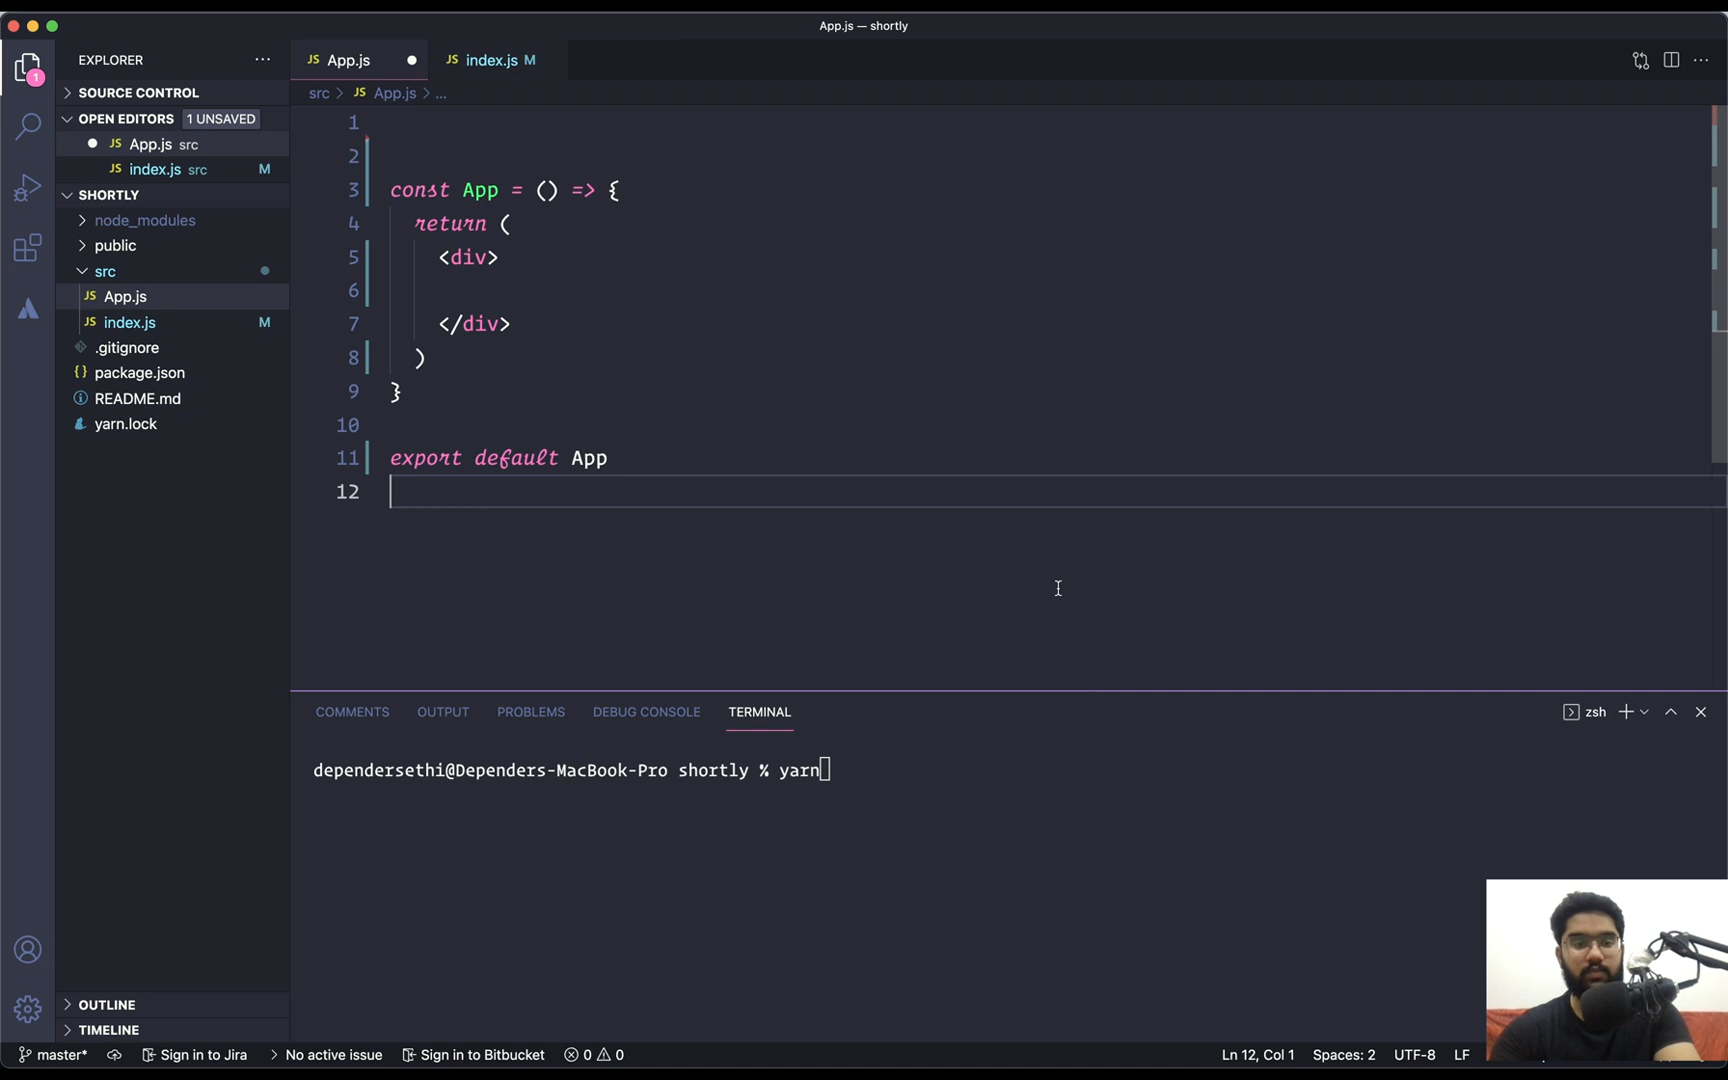 App.js — shortly
EXPLORER
SOURCE CONTROL
OPEN EDITORS 1 UNSAVED
JS App.js src
JS index.js src M
SHORTLY
node_modules
public
src
JS App.js
JS index.js M
.gitignore
{} package.json
README.md
yarn.lock
OUTLINE
TIMELINE
1
JS App.js
JS index.js M
src > JS App.js > ...
1
2
3 const App = () => {
4 return (
5 <div>
6
7 </div>
8 )
9 }
10
11 export default App
12
COMMENTS OUTPUT PROBLEMS DEBUG CONSOLE TERMINAL
zsh
dependersethi@Dependers-MacBook-Pro shortly % yarn
master* Sign in to Jira No active issue Sign in to Bitbucket 0 0
Ln 12, Col 1 Spaces: 2 UTF-8 LF